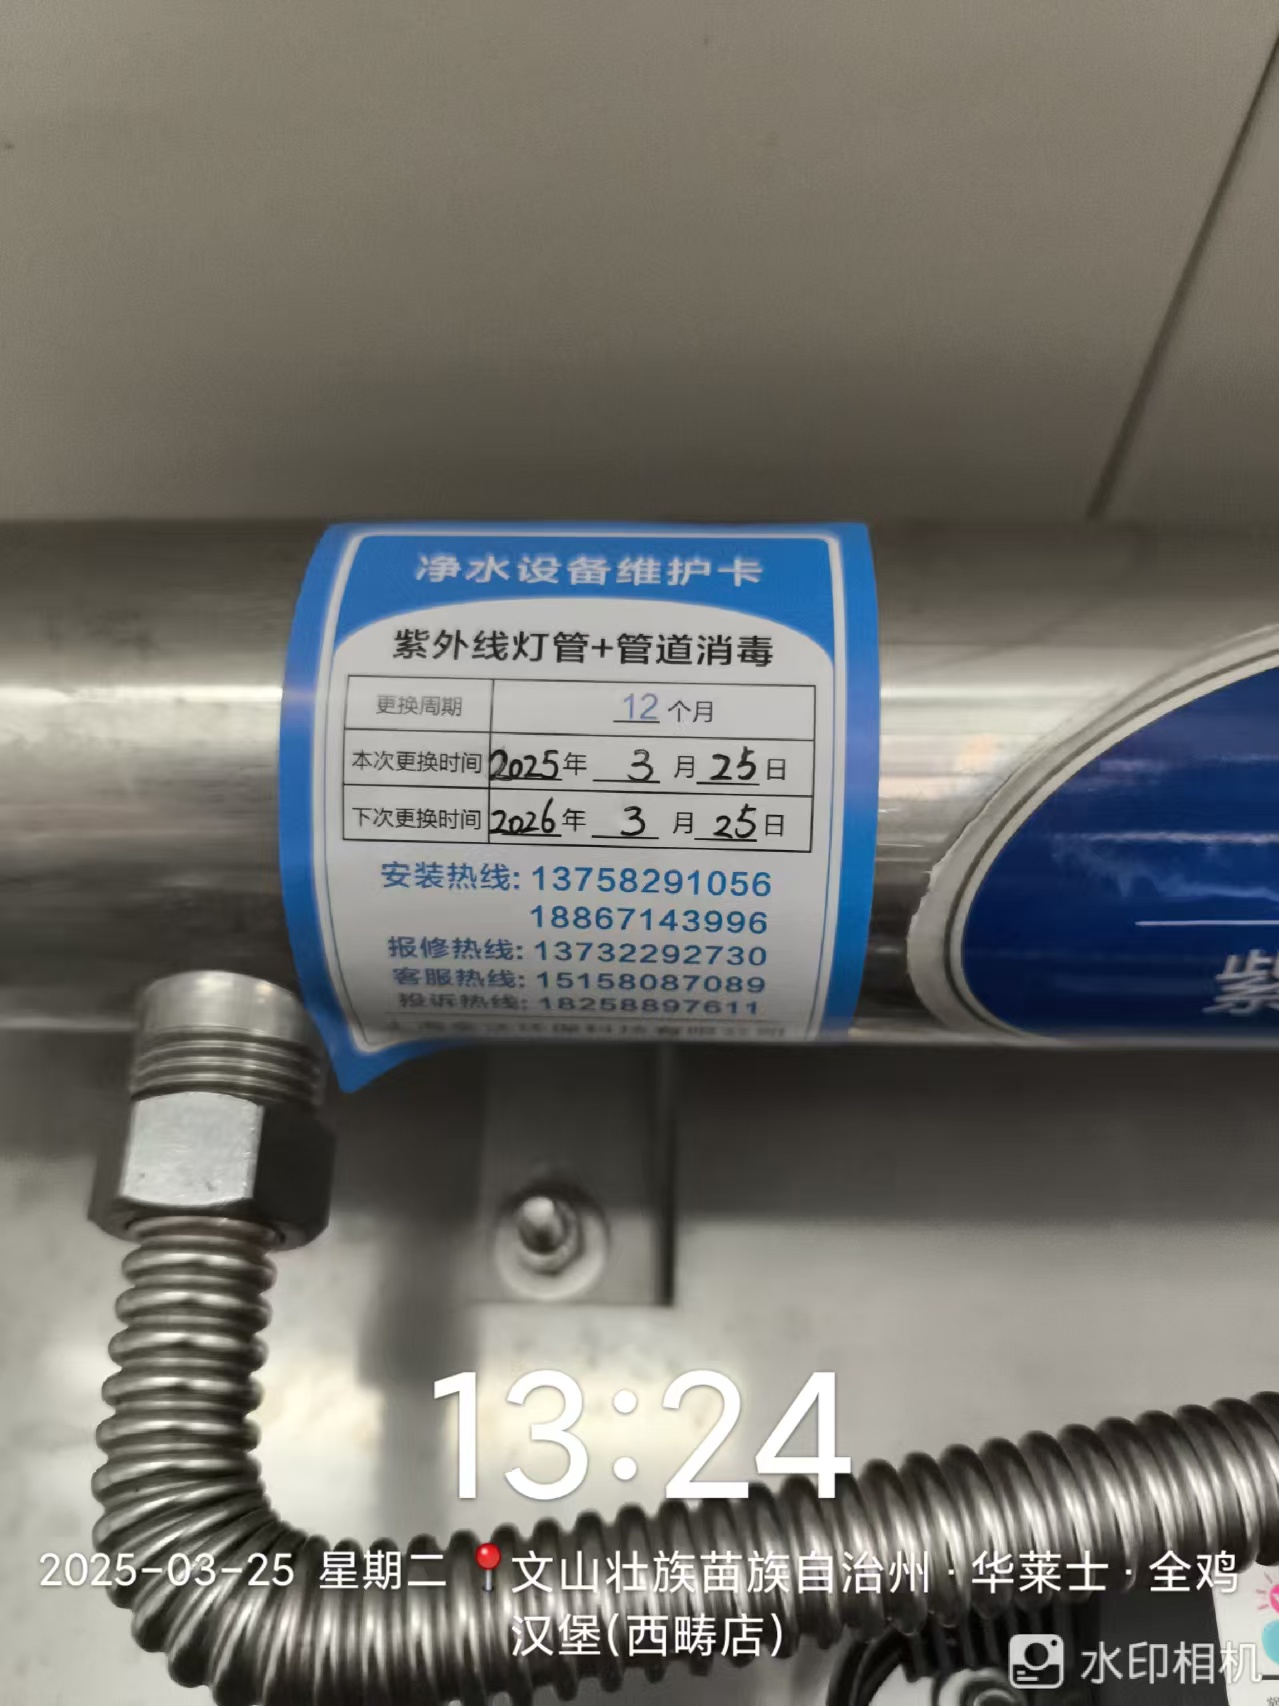 净水设备维护卡
紫外线灯管+管道消毒
更换周期 12 个月
本次更换时间 2025年 3 月 25 日
下次更换时间 2026年 3 月 25 日
安装热线: 13758291056
18867143996
报修热线: 13732292730
客服热线: 15158087089
投诉热线: 18258897611
紫
13:24
2025-03-25 星期二 文山壮族苗族自治州·华莱士·全鸡
汉堡(西畴店)
水印相机